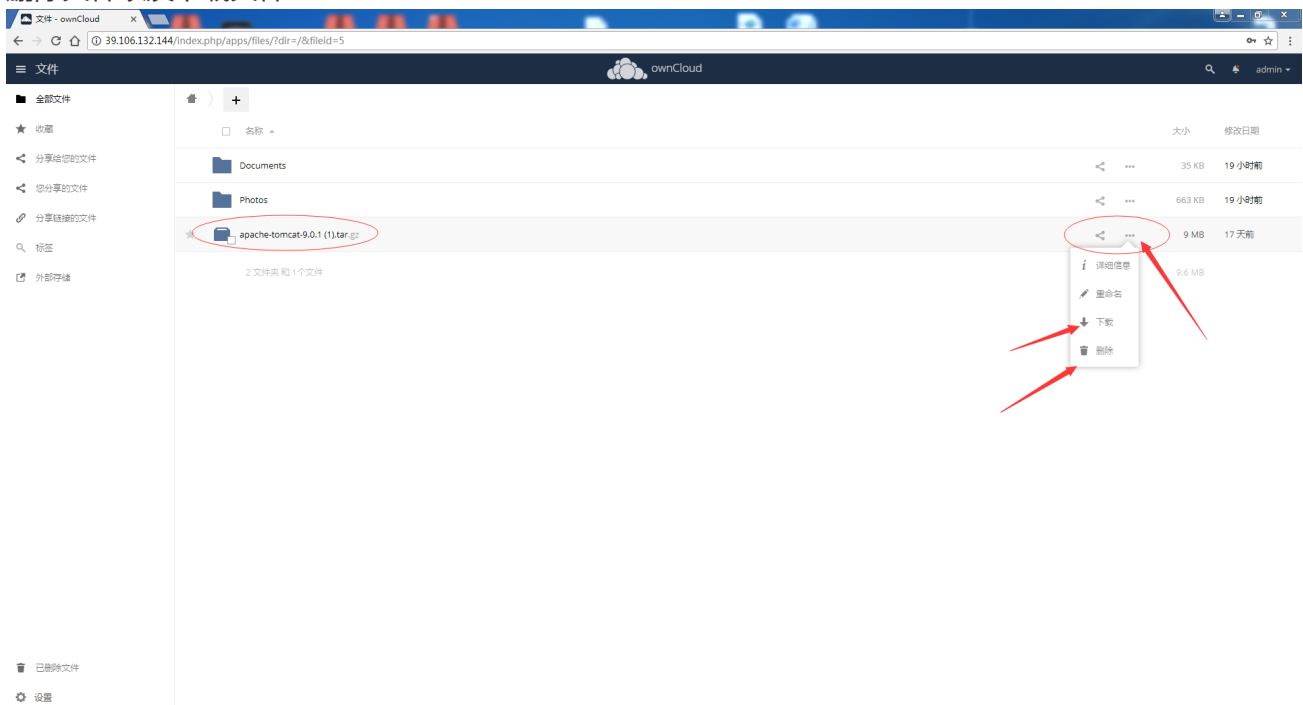 文件 - ownCloud
39.106.132.144/index.php/apps/files/?dir=/&fileid=5
文件
ownCloud
admin
全部文件
收藏
分享给您的文件
您分享的文件
分享链接的文件
标签
外部存储
已删除文件
设置
名称 大小 修改日期
Documents 35 KB 19 小时前
Photos 663 KB 19 小时前
apache-tomcat-9.0.1 (1).tar.gz 9 MB 17 天前
2 文件夹 和 1个文件 9.6 MB
详细信息
重命名
下载
删除